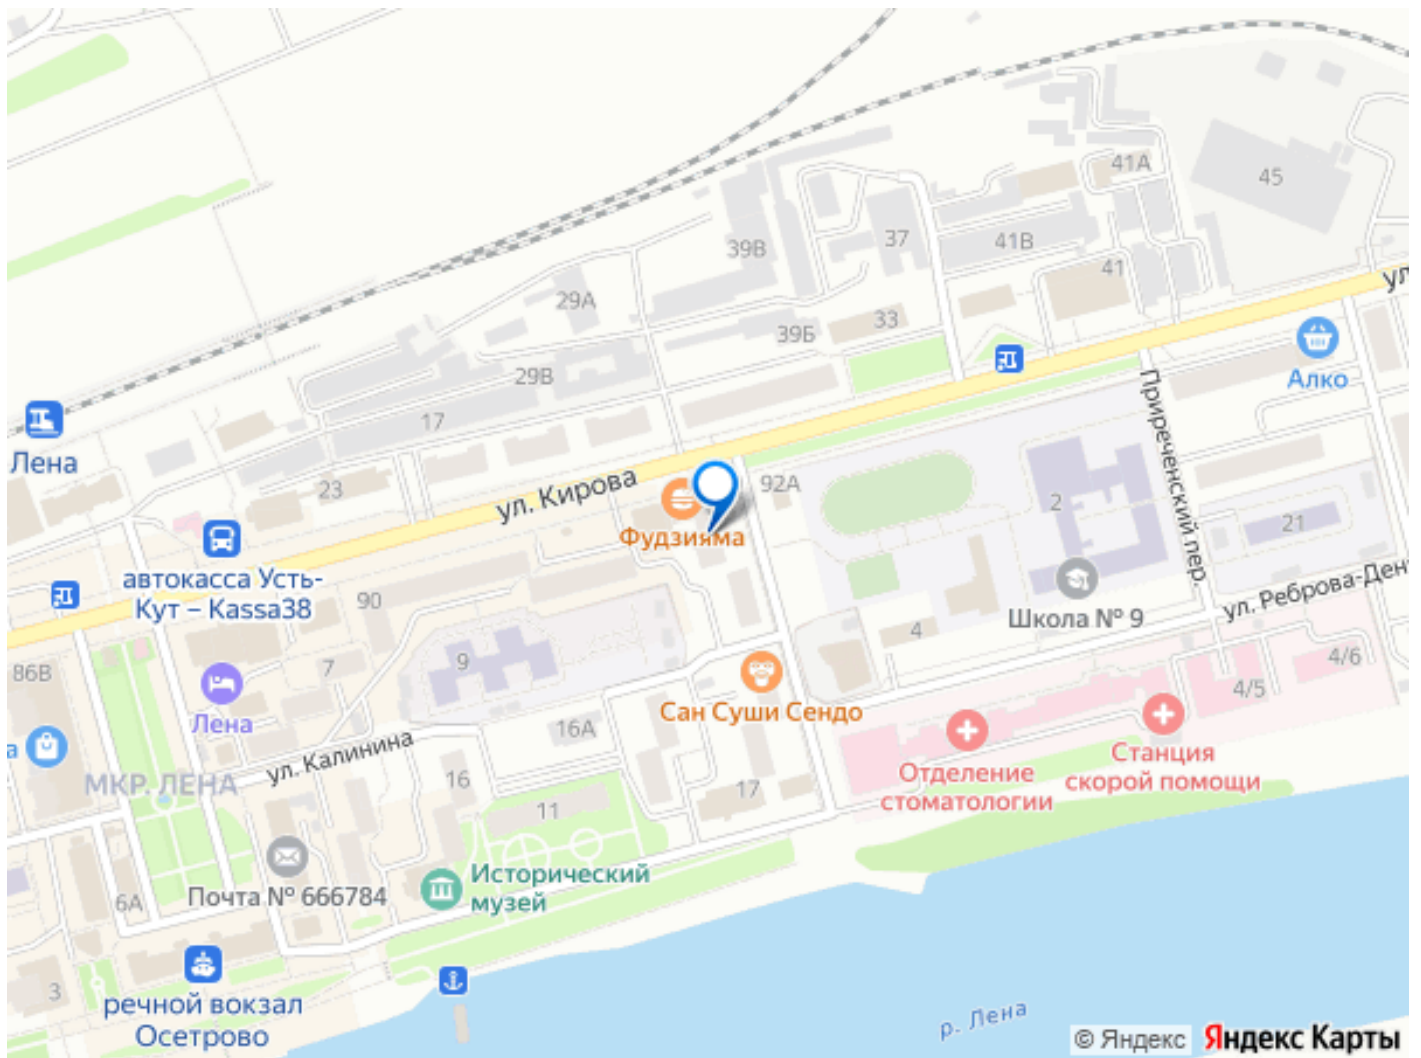 41А
45
37
39В
41В
41
29А
ул
33
39Б
Алко
29В
17
Лена
23
ул. Кирова
92А
Приреченский пер.
2
21
Фудзияма
автокасса Усть-
Кут – Kassa38
90
Школа № 9
ул. Реброва-Ден
4
86В
7
9
4/6
4/5
Лена
Сан Суши Сендо
16А
а
ул. Калинина
МКР. ЛЕНА
16
17
11
Отделение
стоматологии
Станция
скорой помощи
Почта № 666784
6А
Исторический
музей
3
речной вокзал
Осетрово
р. Лена
© Яндекс Яндекс Карты